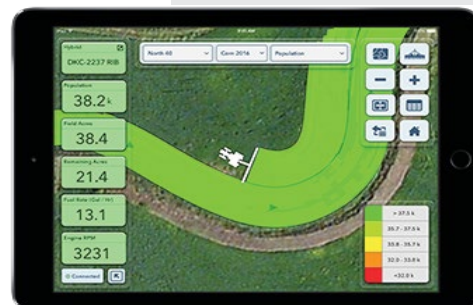 Hybrid
DKC-2237 RIB
North 40
Corn 2016
Population
Population
38.2k
Field Acres
38.4
Remaining Acres
21.4
Fuel Rate (Gal / Hr)
13.1
Engine RPM
3231
Connected
> 37.5 k
35.7 - 37.5 k
33.8 - 35.7 k
32.0 - 33.8 k
<32.0 k